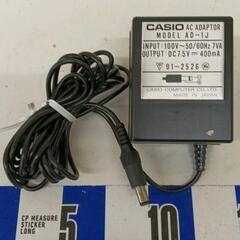 CASIO AC ADAPTOR
MODEL AD-1J
INPUT: 100V~50/60Hz 7VA
OUTPUT: DC7.5V 400mA
91-2526
CASIO COMPUTER CO., LTD.
MADE IN JAPAN
CP MEASURE
STICKER
LONG
5
10